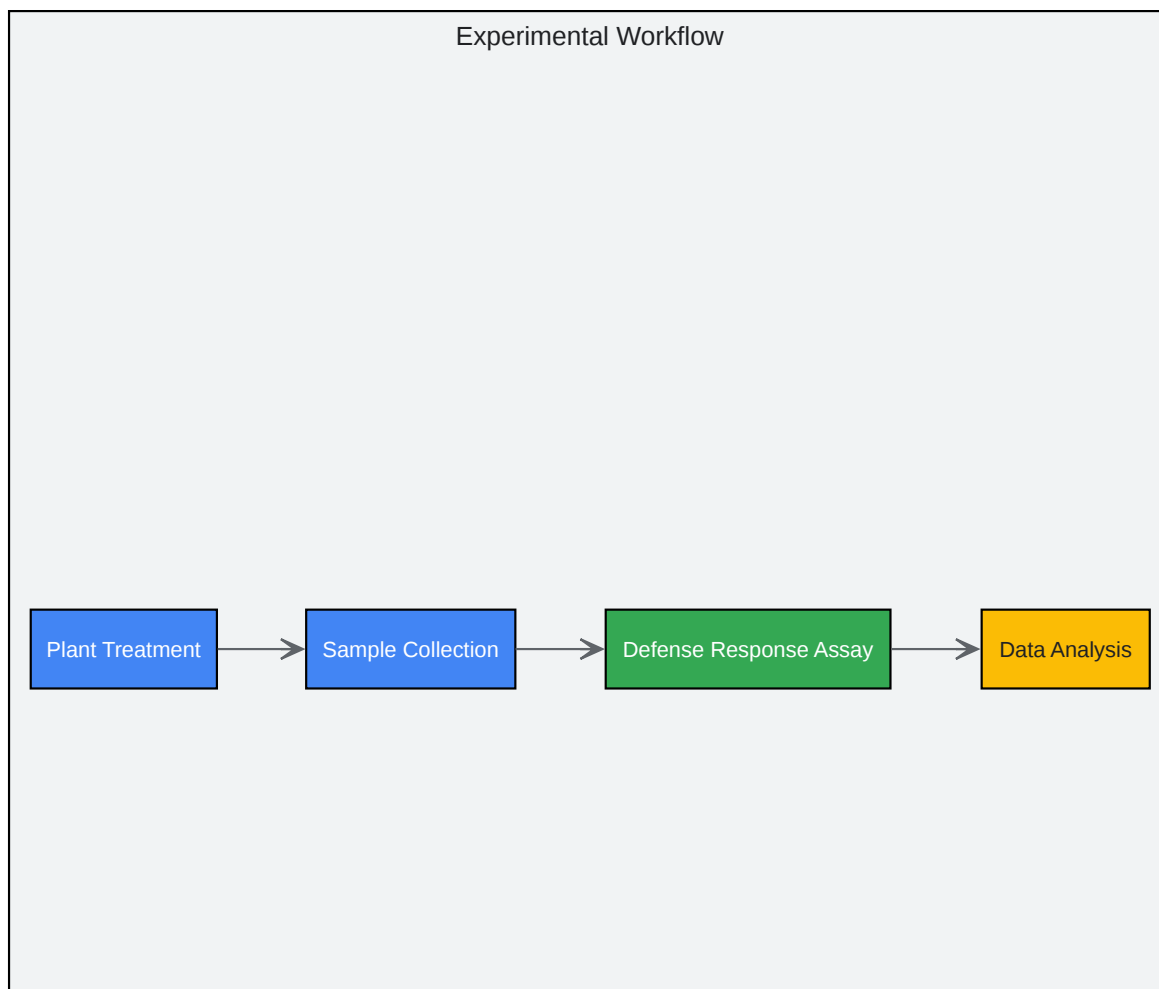 Experimental Workflow
Plant Treatment
Sample Collection
Defense Response Assay
Data Analysis